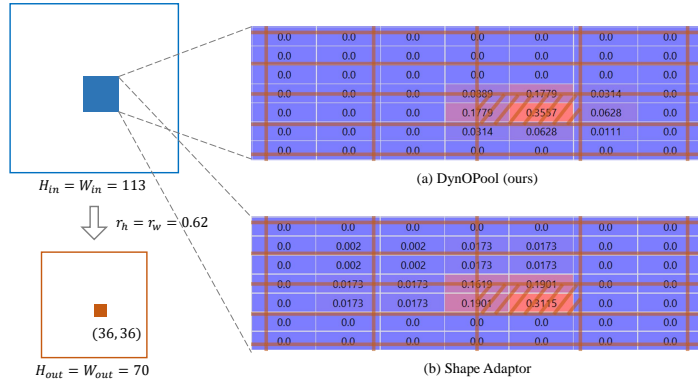 H_in = W_in = 113
r_h = r_w = 0.62
(36, 36)
H_out = W_out = 70
0.0 0.0 0.0 0.0 0.0 0.0 0.0
0.0 0.0 0.0 0.0 0.0 0.0 0.0
0.0 0.0 0.0 0.0 0.0 0.0 0.0
0.0 0.0 0.0 0.0889 0.1779 0.0314 0.0
0.0 0.0 0.0 0.1779 0.3557 0.0628 0.0
0.0 0.0 0.0 0.0314 0.0628 0.0111 0.0
0.0 0.0 0.0 0.0 0.0 0.0 0.0
(a) DynOPool (ours)
0.0 0.0 0.0 0.0 0.0 0.0 0.0
0.0 0.002 0.002 0.0173 0.0173 0.0 0.0
0.0 0.002 0.002 0.0173 0.0173 0.0 0.0
0.0 0.0173 0.0173 0.1619 0.1901 0.0 0.0
0.0 0.0173 0.0173 0.1901 0.3115 0.0 0.0
0.0 0.0 0.0 0.0 0.0 0.0 0.0
0.0 0.0 0.0 0.0 0.0 0.0 0.0
(b) Shape Adaptor